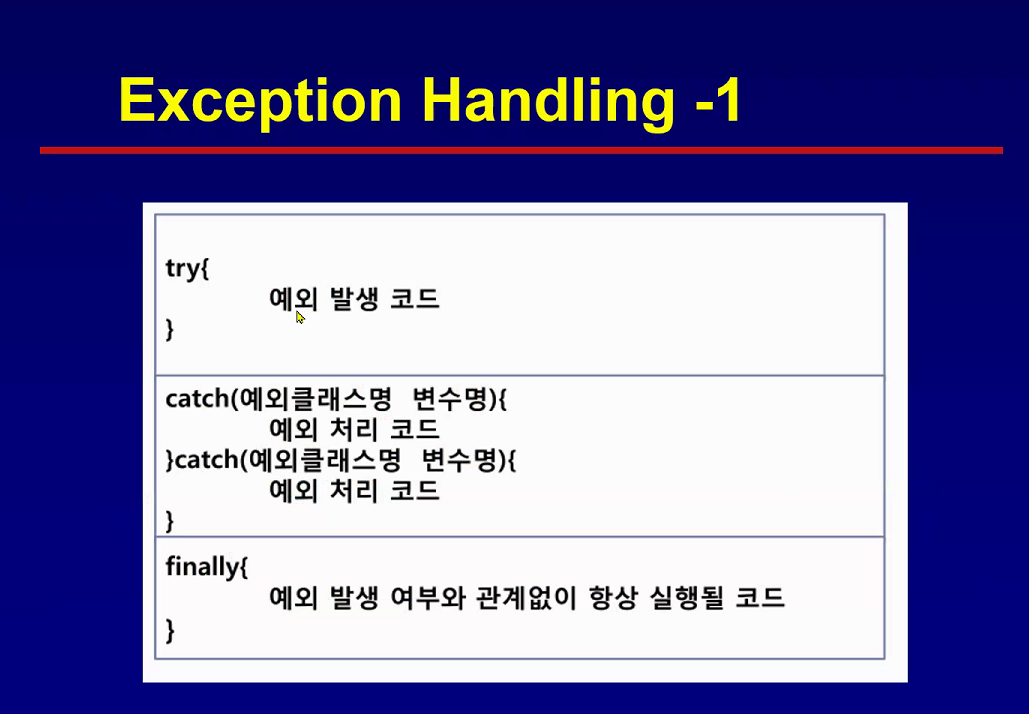 Exception Handling -1
try{
예외 발생 코드
}
catch(예외클래스명 변수명){
예외 처리 코드
}catch(예외클래스명 변수명){
예외 처리 코드
}
finally{
예외 발생 여부와 관계없이 항상 실행될 코드
}